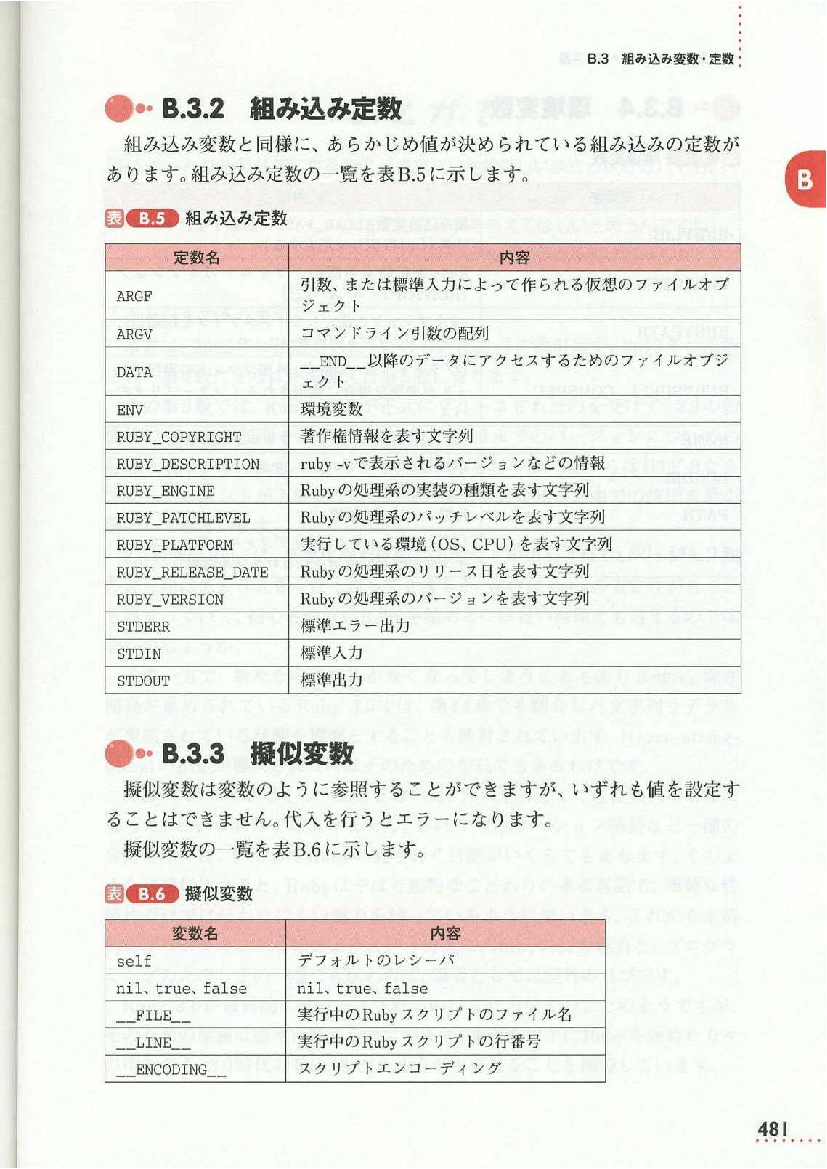 B.3 組み込み変数・定数
B.3.2 組み込み定数
組み込み変数と同様に、あらかじめ値が決められている組み込みの定数が
あります。組み込み定数の一覧を表B.5に示します。
B
表 B.5 組み込み定数
定数名 内容
ARGF 引数、または標準入力によって作られる仮想のファイルオブ
ジェクト
ARGV コマンドライン引数の配列
DATA __END__以降のデータにアクセスするためのファイルオブジ
ェクト
ENV 環境変数
RUBY_COPYRIGHT 著作権情報を表す文字列
RUBY_DESCRIPTION ruby -vで表示されるバージョンなどの情報
RUBY_ENGINE Rubyの処理系の実装の種類を表す文字列
RUBY_PATCHLEVEL Rubyの処理系のパッチレベルを表す文字列
RUBY_PLATFORM 実行している環境(OS、CPU)を表す文字列
RUBY_RELEASE_DATE Rubyの処理系のリリース日を表す文字列
RUBY_VERSION Rubyの処理系のバージョンを表す文字列
STDERR 標準エラー出力
STDIN 標準入力
STDOUT 標準出力
B.3.3 擬似変数
擬似変数は変数のように参照することができますが、いずれも値を設定す
ることはできません。代入を行うとエラーになります。
擬似変数の一覧を表B.6に示します。
表 B.6 擬似変数
変数名 内容
self デフォルトのレシーバ
nil、true、false nil、true、false
__FILE__ 実行中のRubyスクリプトのファイル名
__LINE__ 実行中のRubyスクリプトの行番号
__ENCODING__ スクリプトエンコーディング
481